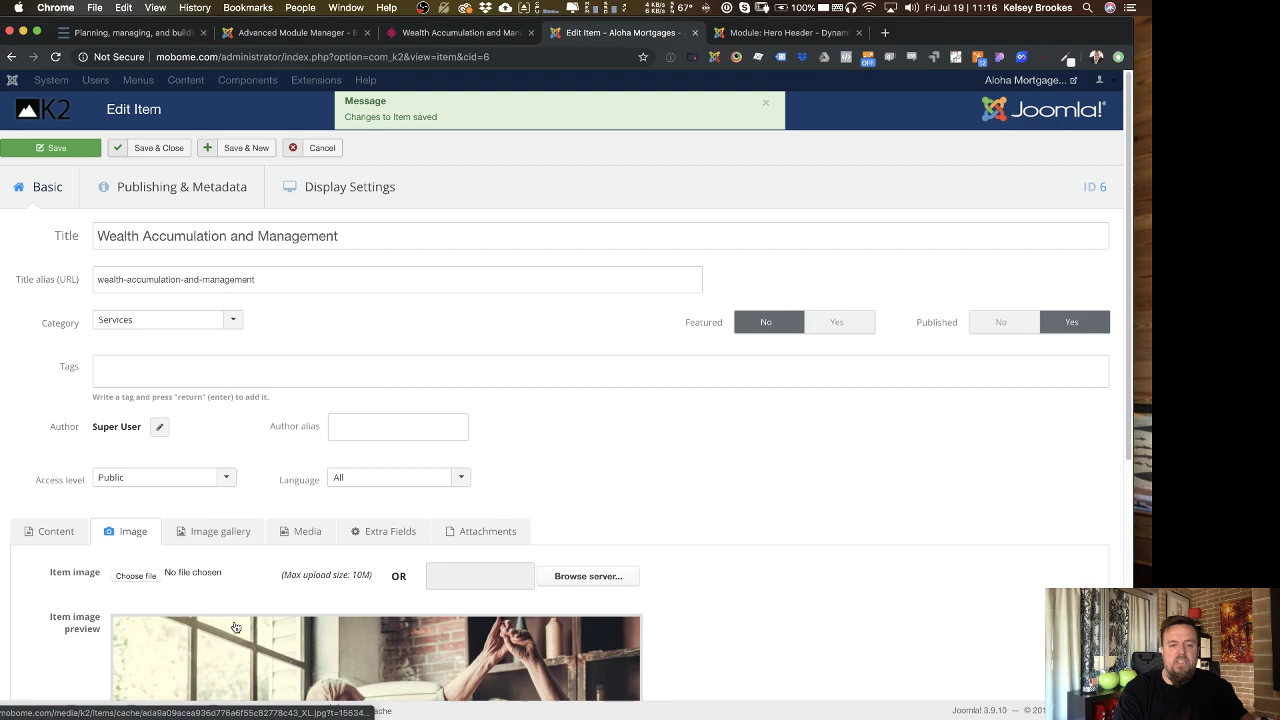 Chrome File Edit View History Bookmarks People Window Help
100% Fri Jul 19 11:16 Kelsey Brookes
Planning, managing, and build
Advanced Module Manager - E
Wealth Accumulation and Man
Edit Item - Aloha Mortgages -
Module: Hero Header - Dynam
Not Secure mobome.com/administrator/index.php?option=com_k2&view=item&cid=6
System Users Menus Content Components Extensions Help Aloha Mortgage...
K2 Edit Item
Message
Changes to Item saved
Joomla!®
Save Save & Close Save & New Cancel
Basic Publishing & Metadata Display Settings ID 6
Title Wealth Accumulation and Management
Title alias (URL) wealth-accumulation-and-management
Category Services Featured No Yes Published No Yes
Tags
Write a tag and press "return" (enter) to add it.
Author Super User Author alias
Access level Public Language All
Content Image Image gallery Media Extra Fields Attachments
Item image Choose file No file chosen (Max upload size: 10M) OR Browse server...
Item image
preview
Joomla! 3.9.10 — © 201